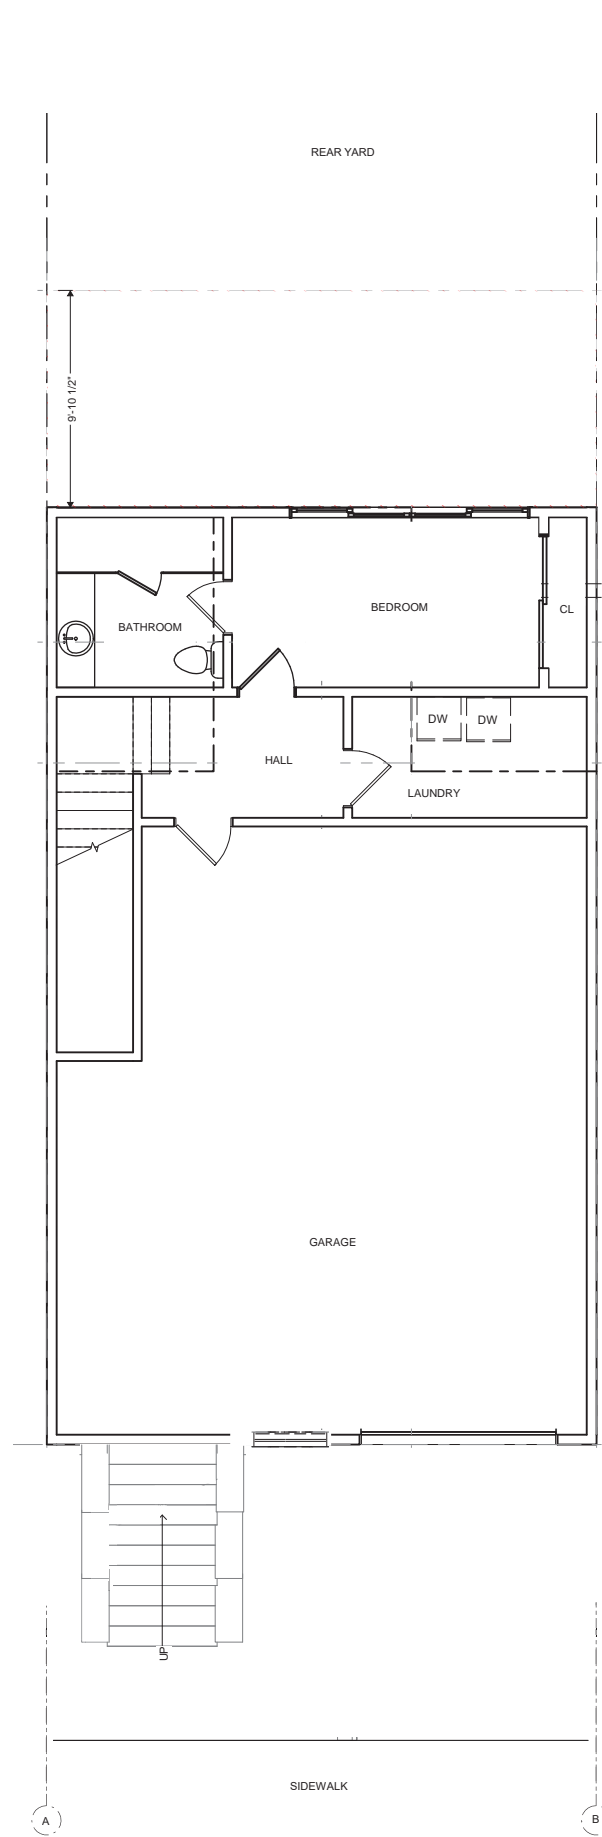 REAR YARD
9'-10 1/2"
BEDROOM
CL
BATHROOM
DW
DW
HALL
LAUNDRY
GARAGE
UP
SIDEWALK
A
B